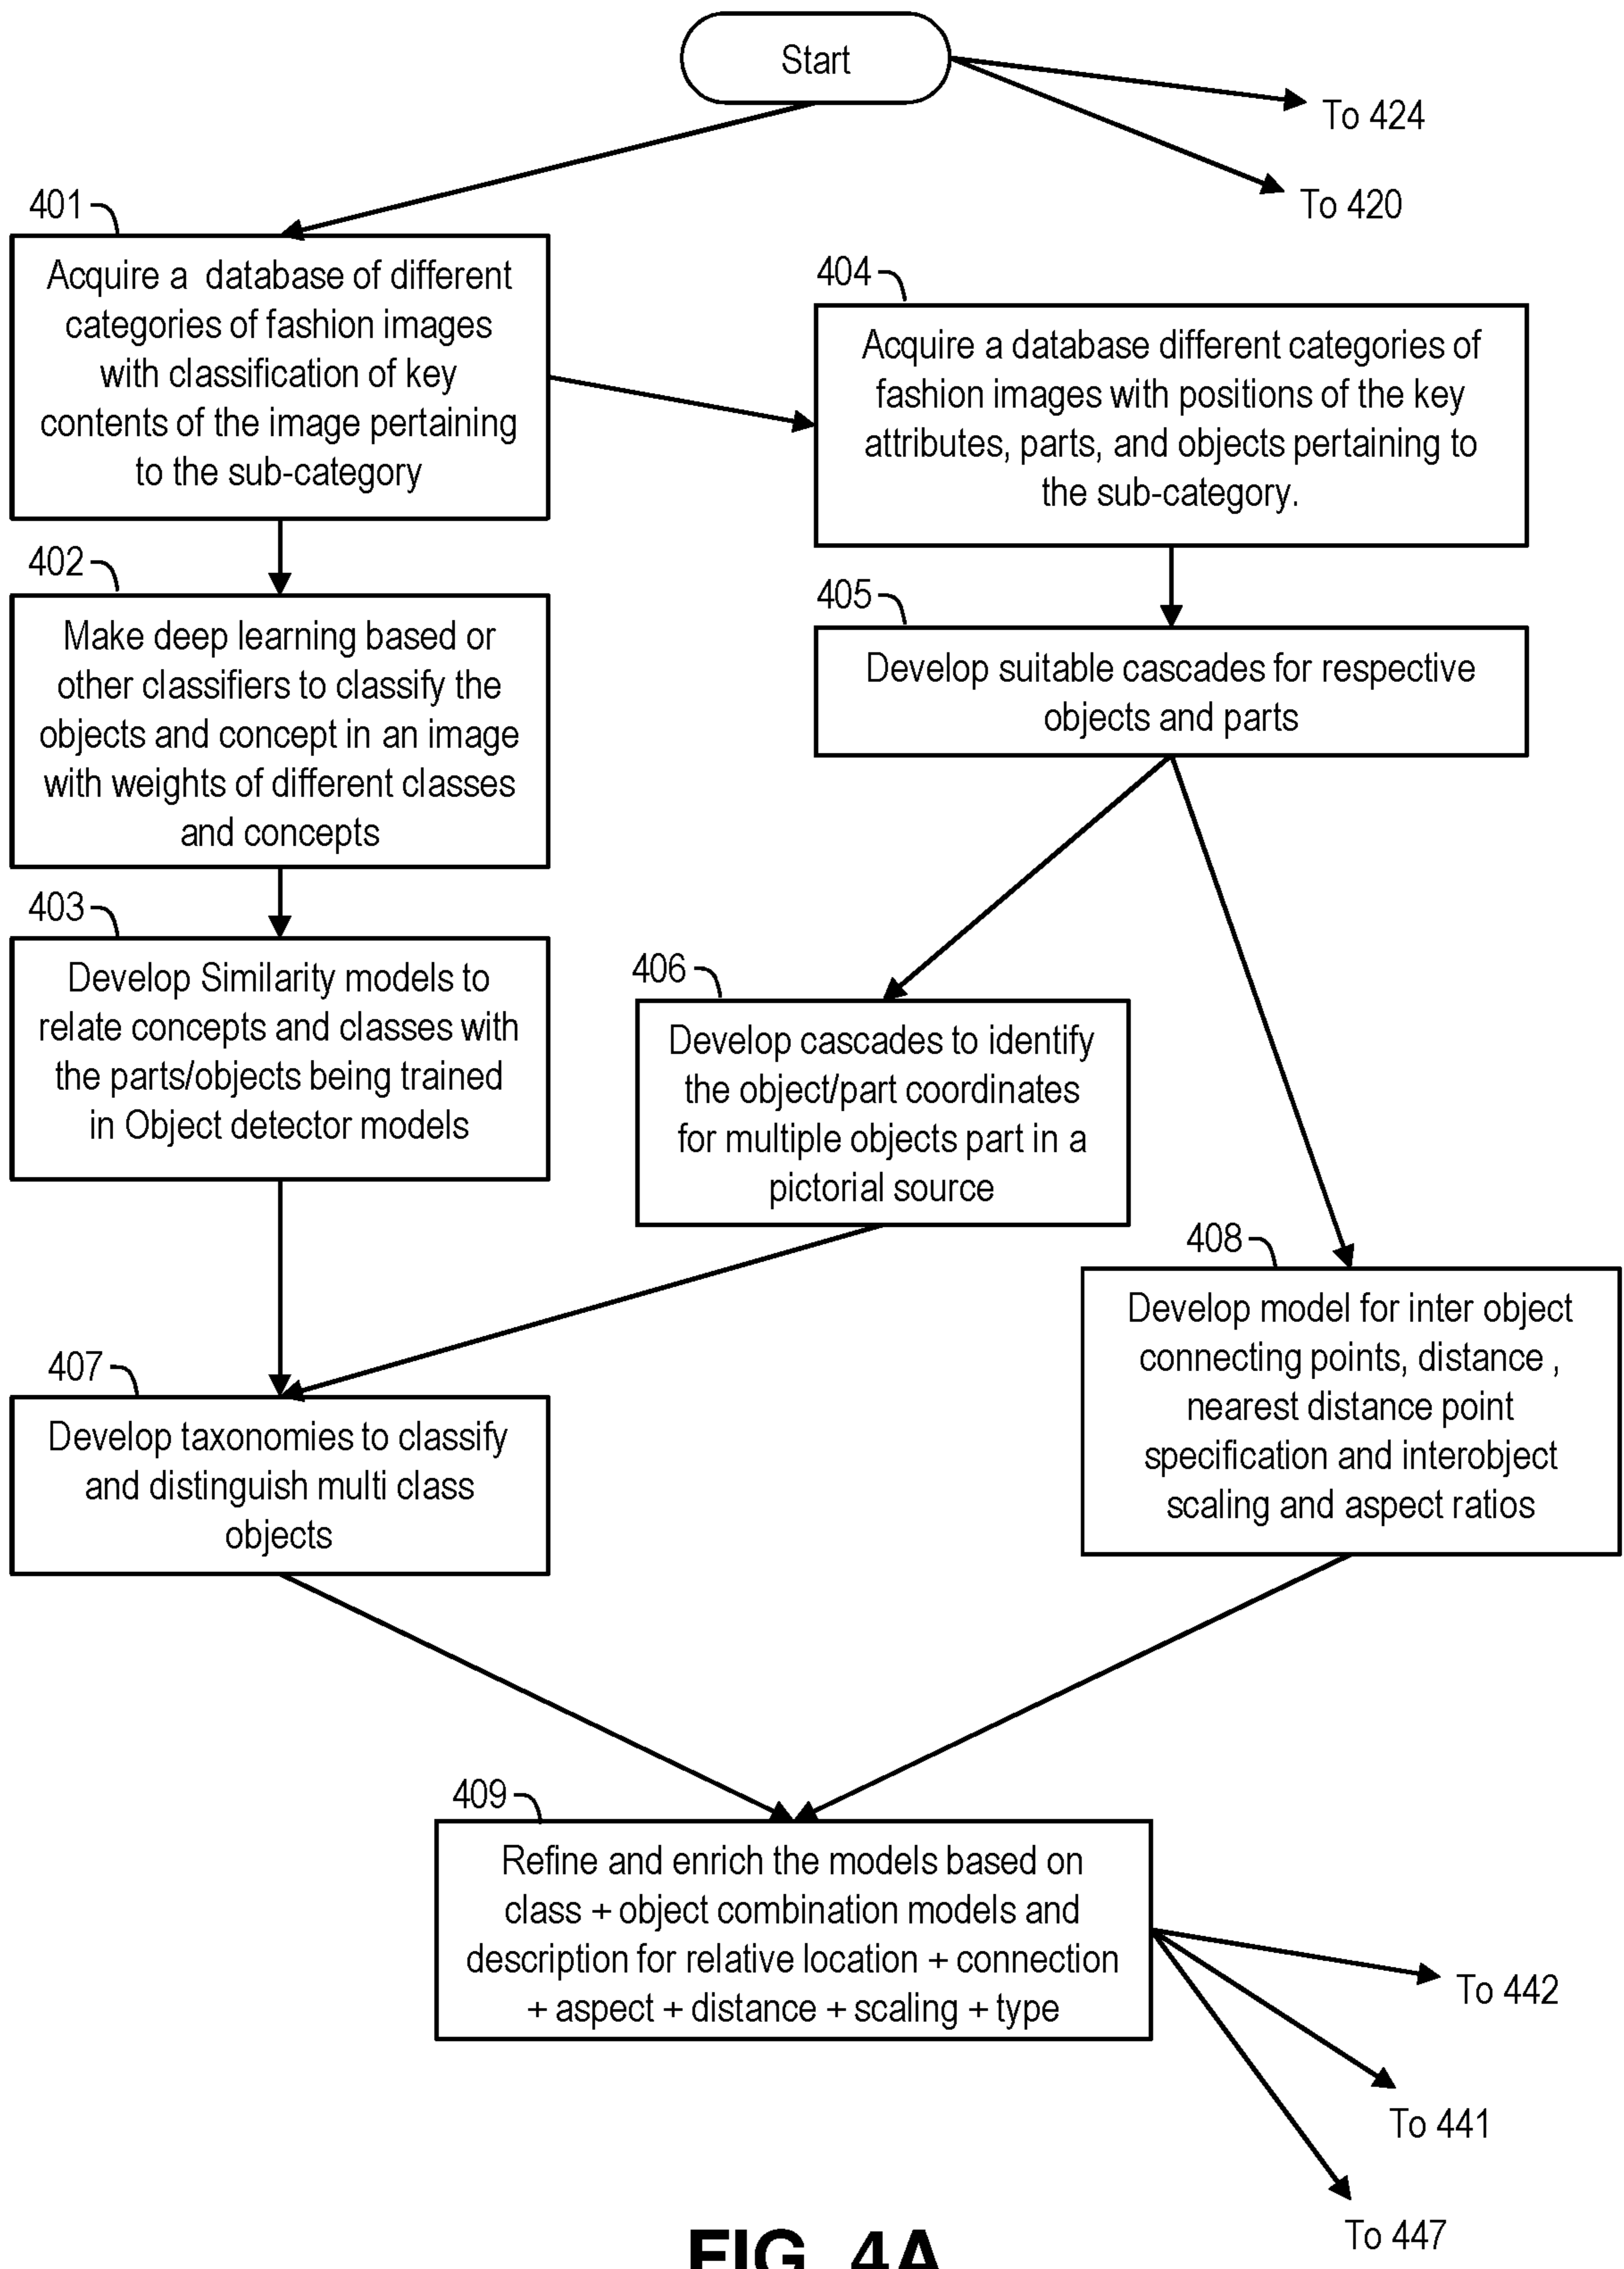 Start
To 424
To 420
401
Acquire a database of different
categories of fashion images
with classification of key
contents of the image pertaining
to the sub-category
404
Acquire a database different categories of
fashion images with positions of the key
attributes, parts, and objects pertaining to
the sub-category.
402
Make deep learning based or
other classifiers to classify the
objects and concept in an image
with weights of different classes
and concepts
405
Develop suitable cascades for respective
objects and parts
403
Develop Similarity models to
relate concepts and classes with
the parts/objects being trained
in Object detector models
406
Develop cascades to identify
the object/part coordinates
for multiple objects part in a
pictorial source
408
Develop model for inter object
connecting points, distance ,
nearest distance point
specification and interobject
scaling and aspect ratios
407
Develop taxonomies to classify
and distinguish multi class
objects
409
Refine and enrich the models based on
class + object combination models and
description for relative location + connection
+ aspect + distance + scaling + type
To 442
To 441
To 447
FIG. 4A